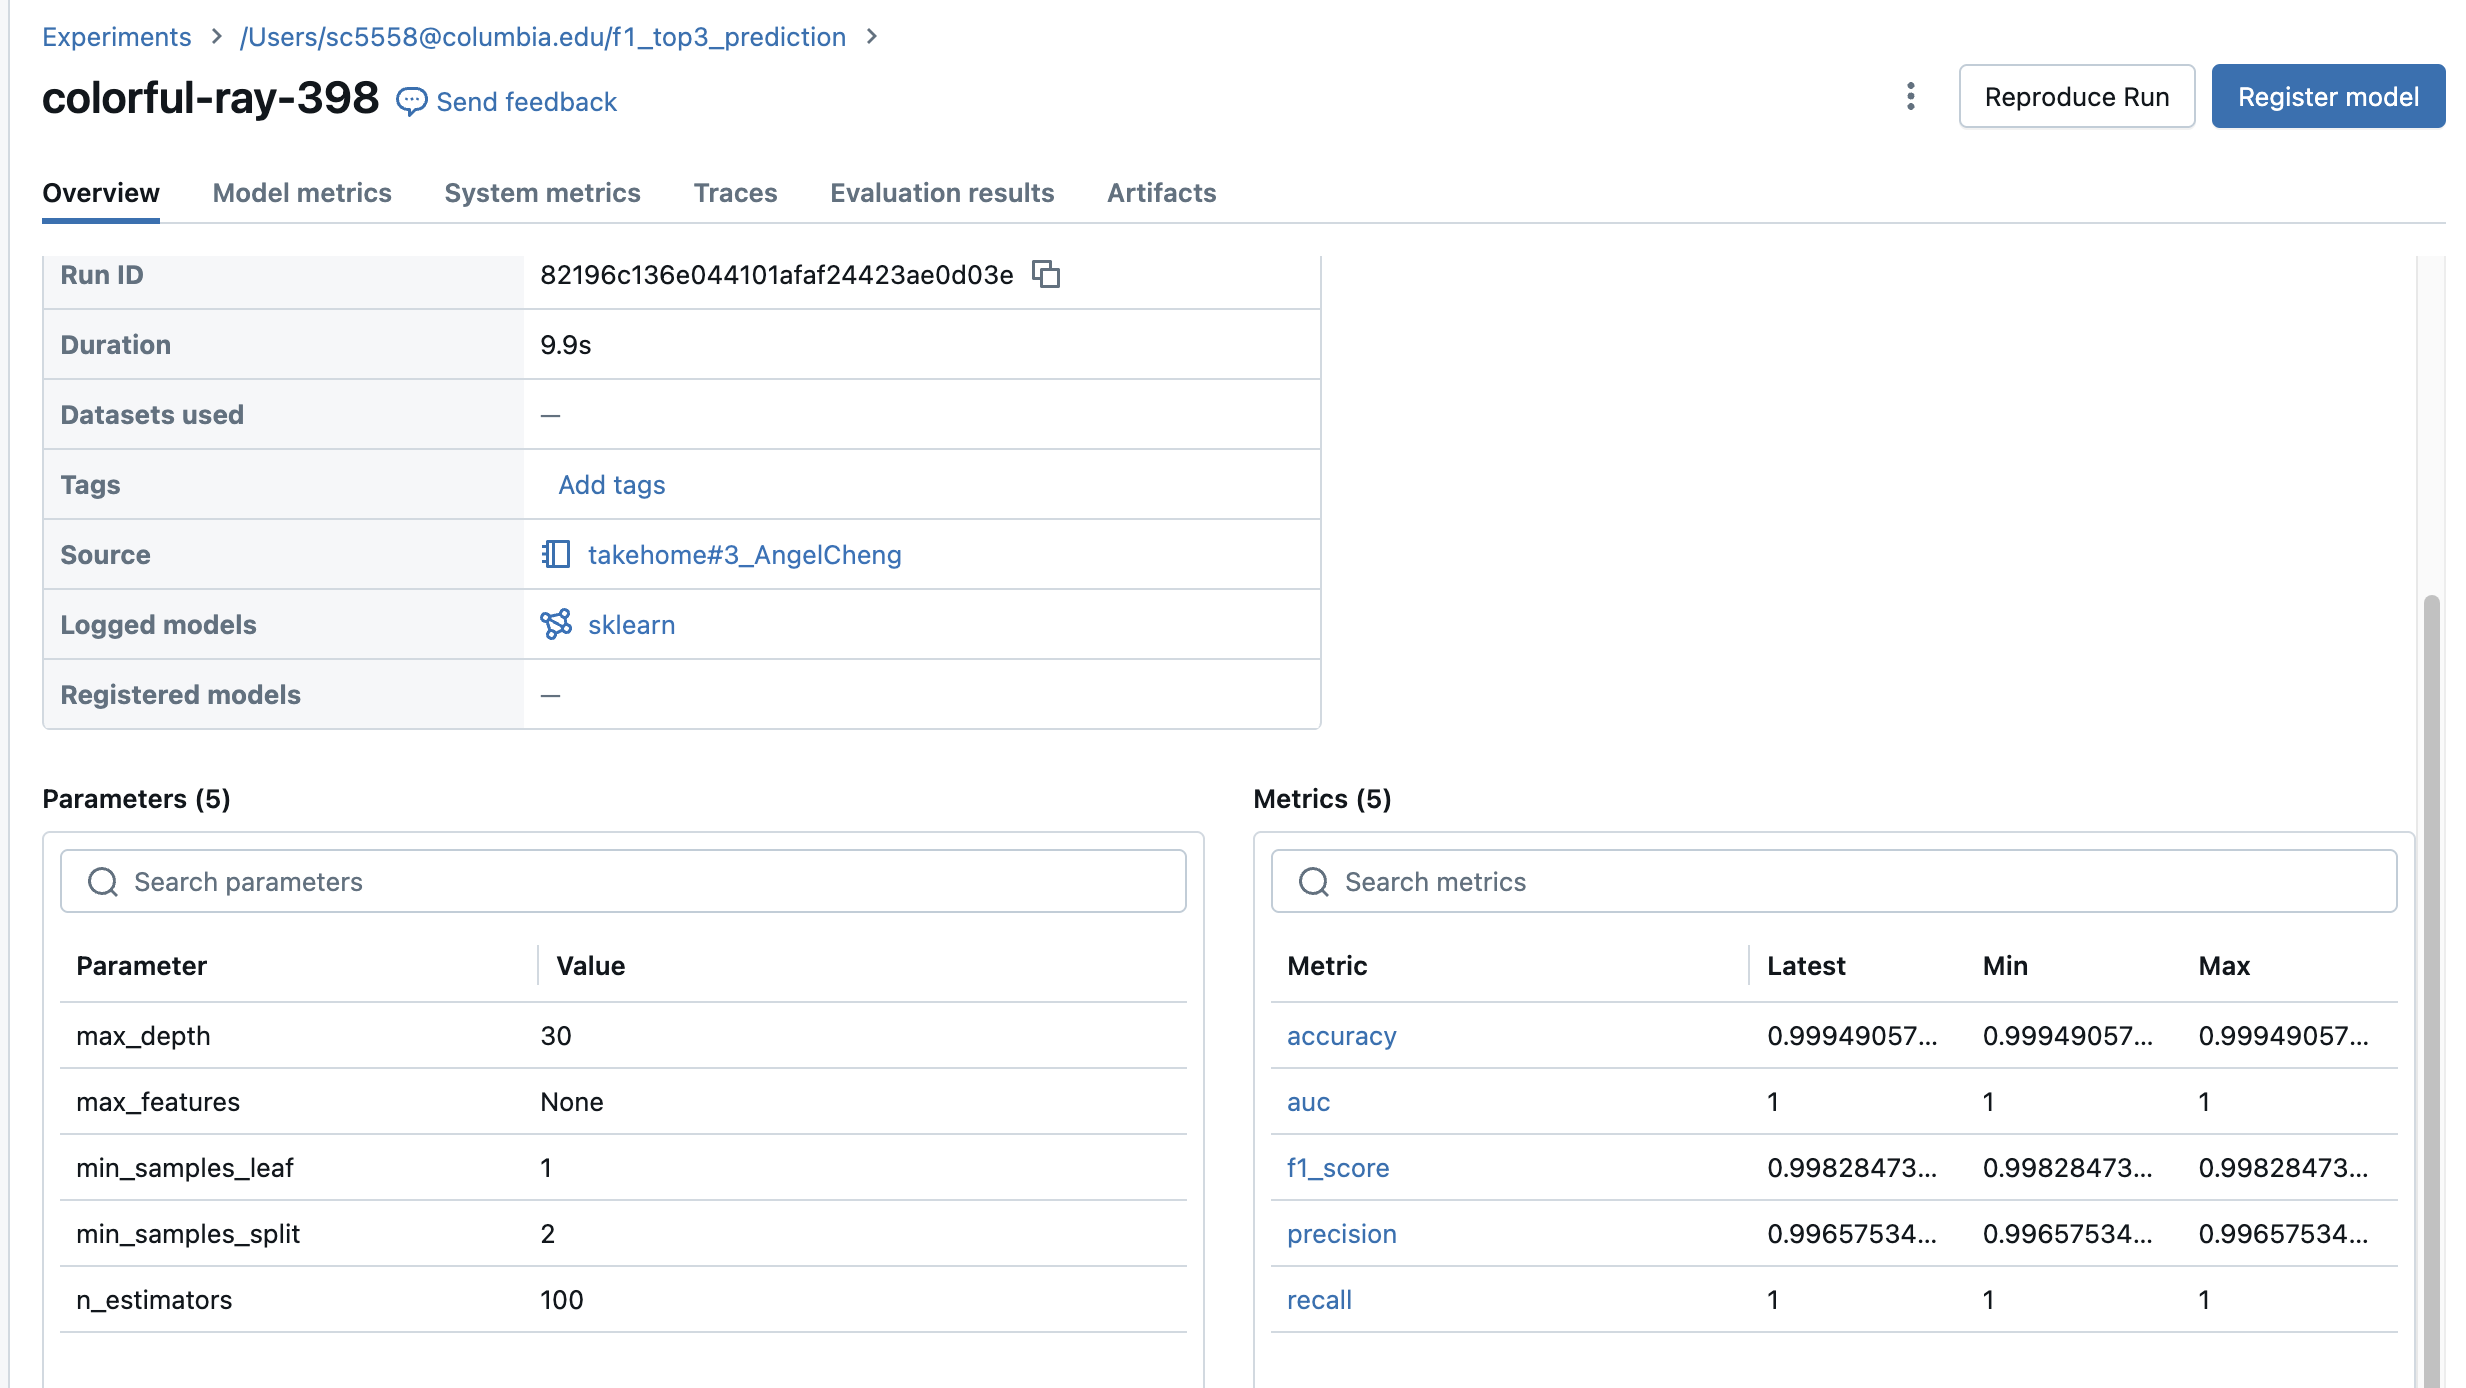 Experiments > /Users/sc5558@columbia.edu/f1_top3_prediction >
colorful-ray-398 Send feedback
Reproduce Run Register model
Overview Model metrics System metrics Traces Evaluation results Artifacts
Run ID 82196c136e044101afaf24423ae0d03e
Duration 9.9s
Datasets used —
Tags Add tags
Source takehome#3_AngelCheng
Logged models sklearn
Registered models —
Parameters (5)
Search parameters
Parameter Value
max_depth 30
max_features None
min_samples_leaf 1
min_samples_split 2
n_estimators 100
Metrics (5)
Search metrics
Metric Latest Min Max
accuracy 0.99949057... 0.99949057... 0.99949057...
auc 1 1 1
f1_score 0.99828473... 0.99828473... 0.99828473...
precision 0.99657534... 0.99657534... 0.99657534...
recall 1 1 1